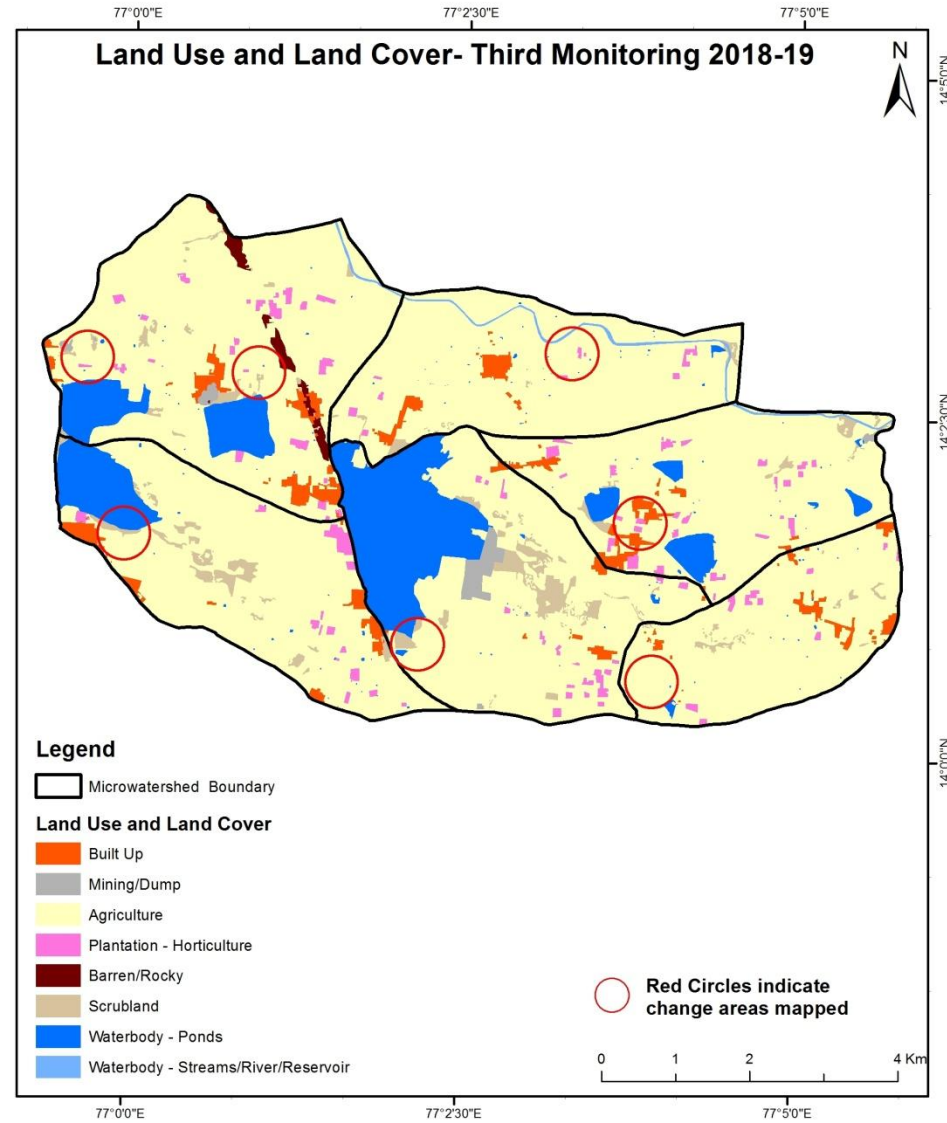 77°0'0"E 77°2'30"E 77°5'0"E
Land Use and Land Cover- Third Monitoring 2018-19
N
14°5'0"N
14°2'30"N
14°0'0"N
Legend
Microwatershed Boundary
Land Use and Land Cover
Built Up
Mining/Dump
Agriculture
Plantation - Horticulture
Barren/Rocky
Scrubland
Waterbody - Ponds
Waterbody - Streams/River/Reservoir
Red Circles indicate
change areas mapped
0 1 2 4 Km
77°0'0"E 77°2'30"E 77°5'0"E